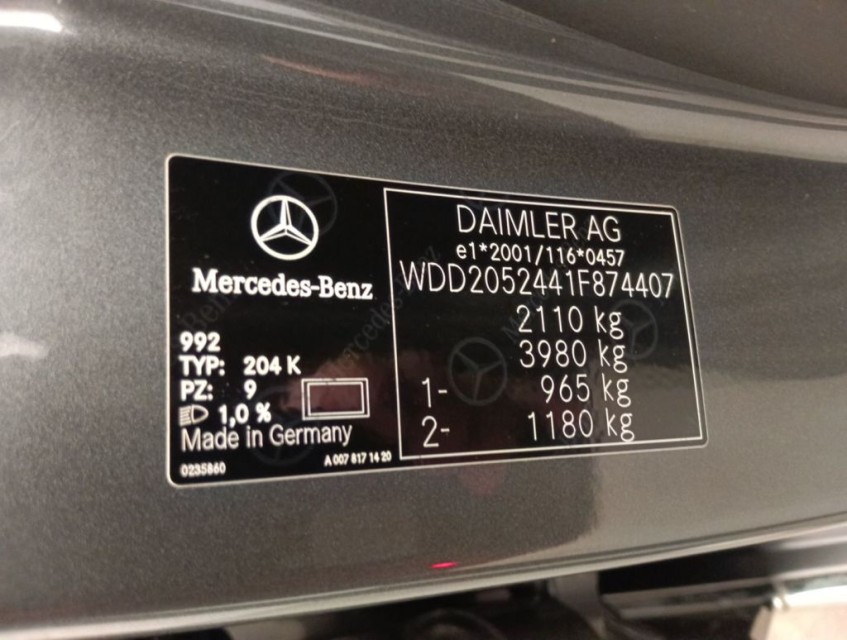 Mercedes-Benz
992
TYP: 204 K
PZ: 9
1,0 %
Made in Germany
0235860
A 007 817 14 20
DAIMLER AG
e1*2001/116*0457
WDD2052441F874407
2110 kg
3980 kg
1- 965 kg
2- 1180 kg